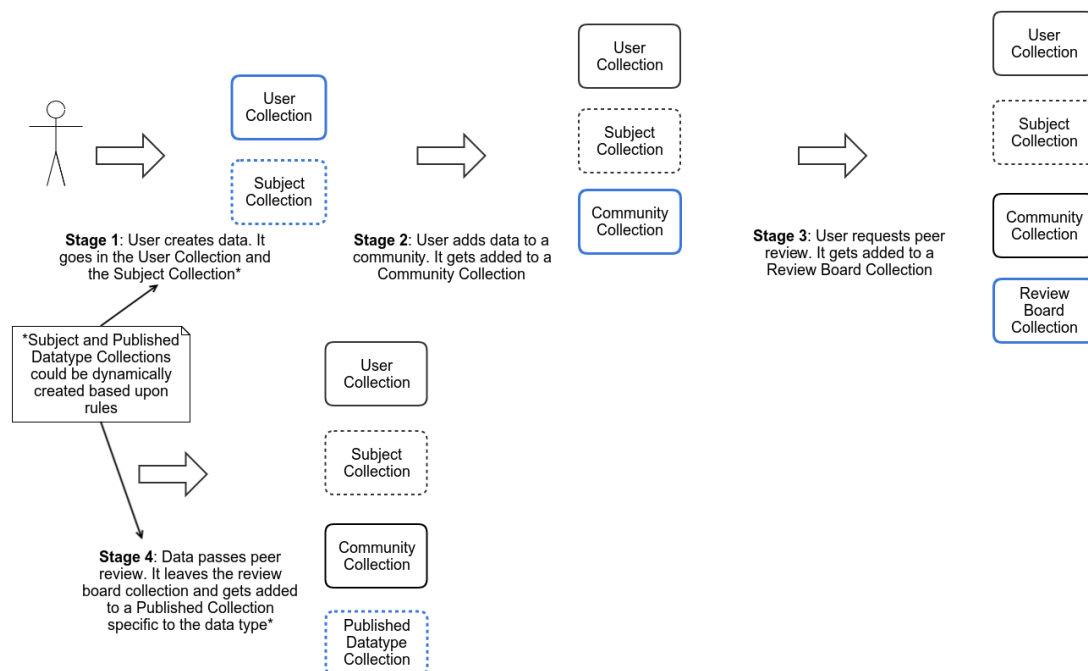 User
Collection
Subject
Collection
Stage 1: User creates data. It
goes in the User Collection and
the Subject Collection*
User
Collection
Subject
Collection
Community
Collection
Stage 2: User adds data to a
community. It gets added to a
Community Collection
User
Collection
Subject
Collection
Community
Collection
Review
Board
Collection
Stage 3: User requests peer
review. It gets added to a
Review Board Collection
*Subject and Published
Datatype Collections
could be dynamically
created based upon
rules
User
Collection
Subject
Collection
Community
Collection
Published
Datatype
Collection
Stage 4: Data passes peer
review. It leaves the review
board collection and gets added
to a Published Collection
specific to the data type*